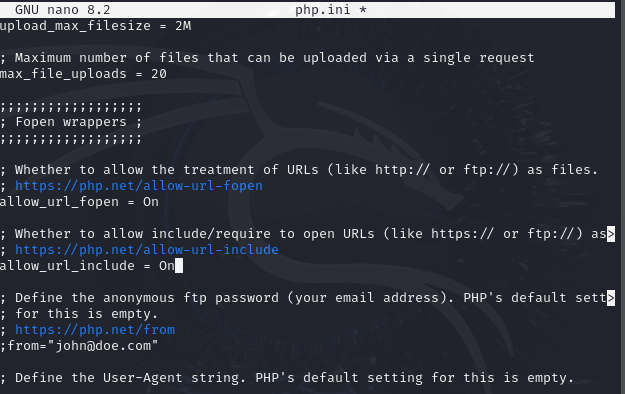 GNU nano 8.2 php.ini *
upload_max_filesize = 2M
; Maximum number of files that can be uploaded via a single request
max_file_uploads = 20
;;;;;;;;;;;;;;;;;;
; Fopen wrappers ;
;;;;;;;;;;;;;;;;;;
; Whether to allow the treatment of URLs (like http:// or ftp://) as files.
; https://php.net/allow-url-fopen
allow_url_fopen = On
; Whether to allow include/require to open URLs (like https:// or ftp://) as>
; https://php.net/allow-url-include
allow_url_include = On
; Define the anonymous ftp password (your email address). PHP's default sett>
; for this is empty.
; https://php.net/from
;from="john@doe.com"
; Define the User-Agent string. PHP's default setting for this is empty.